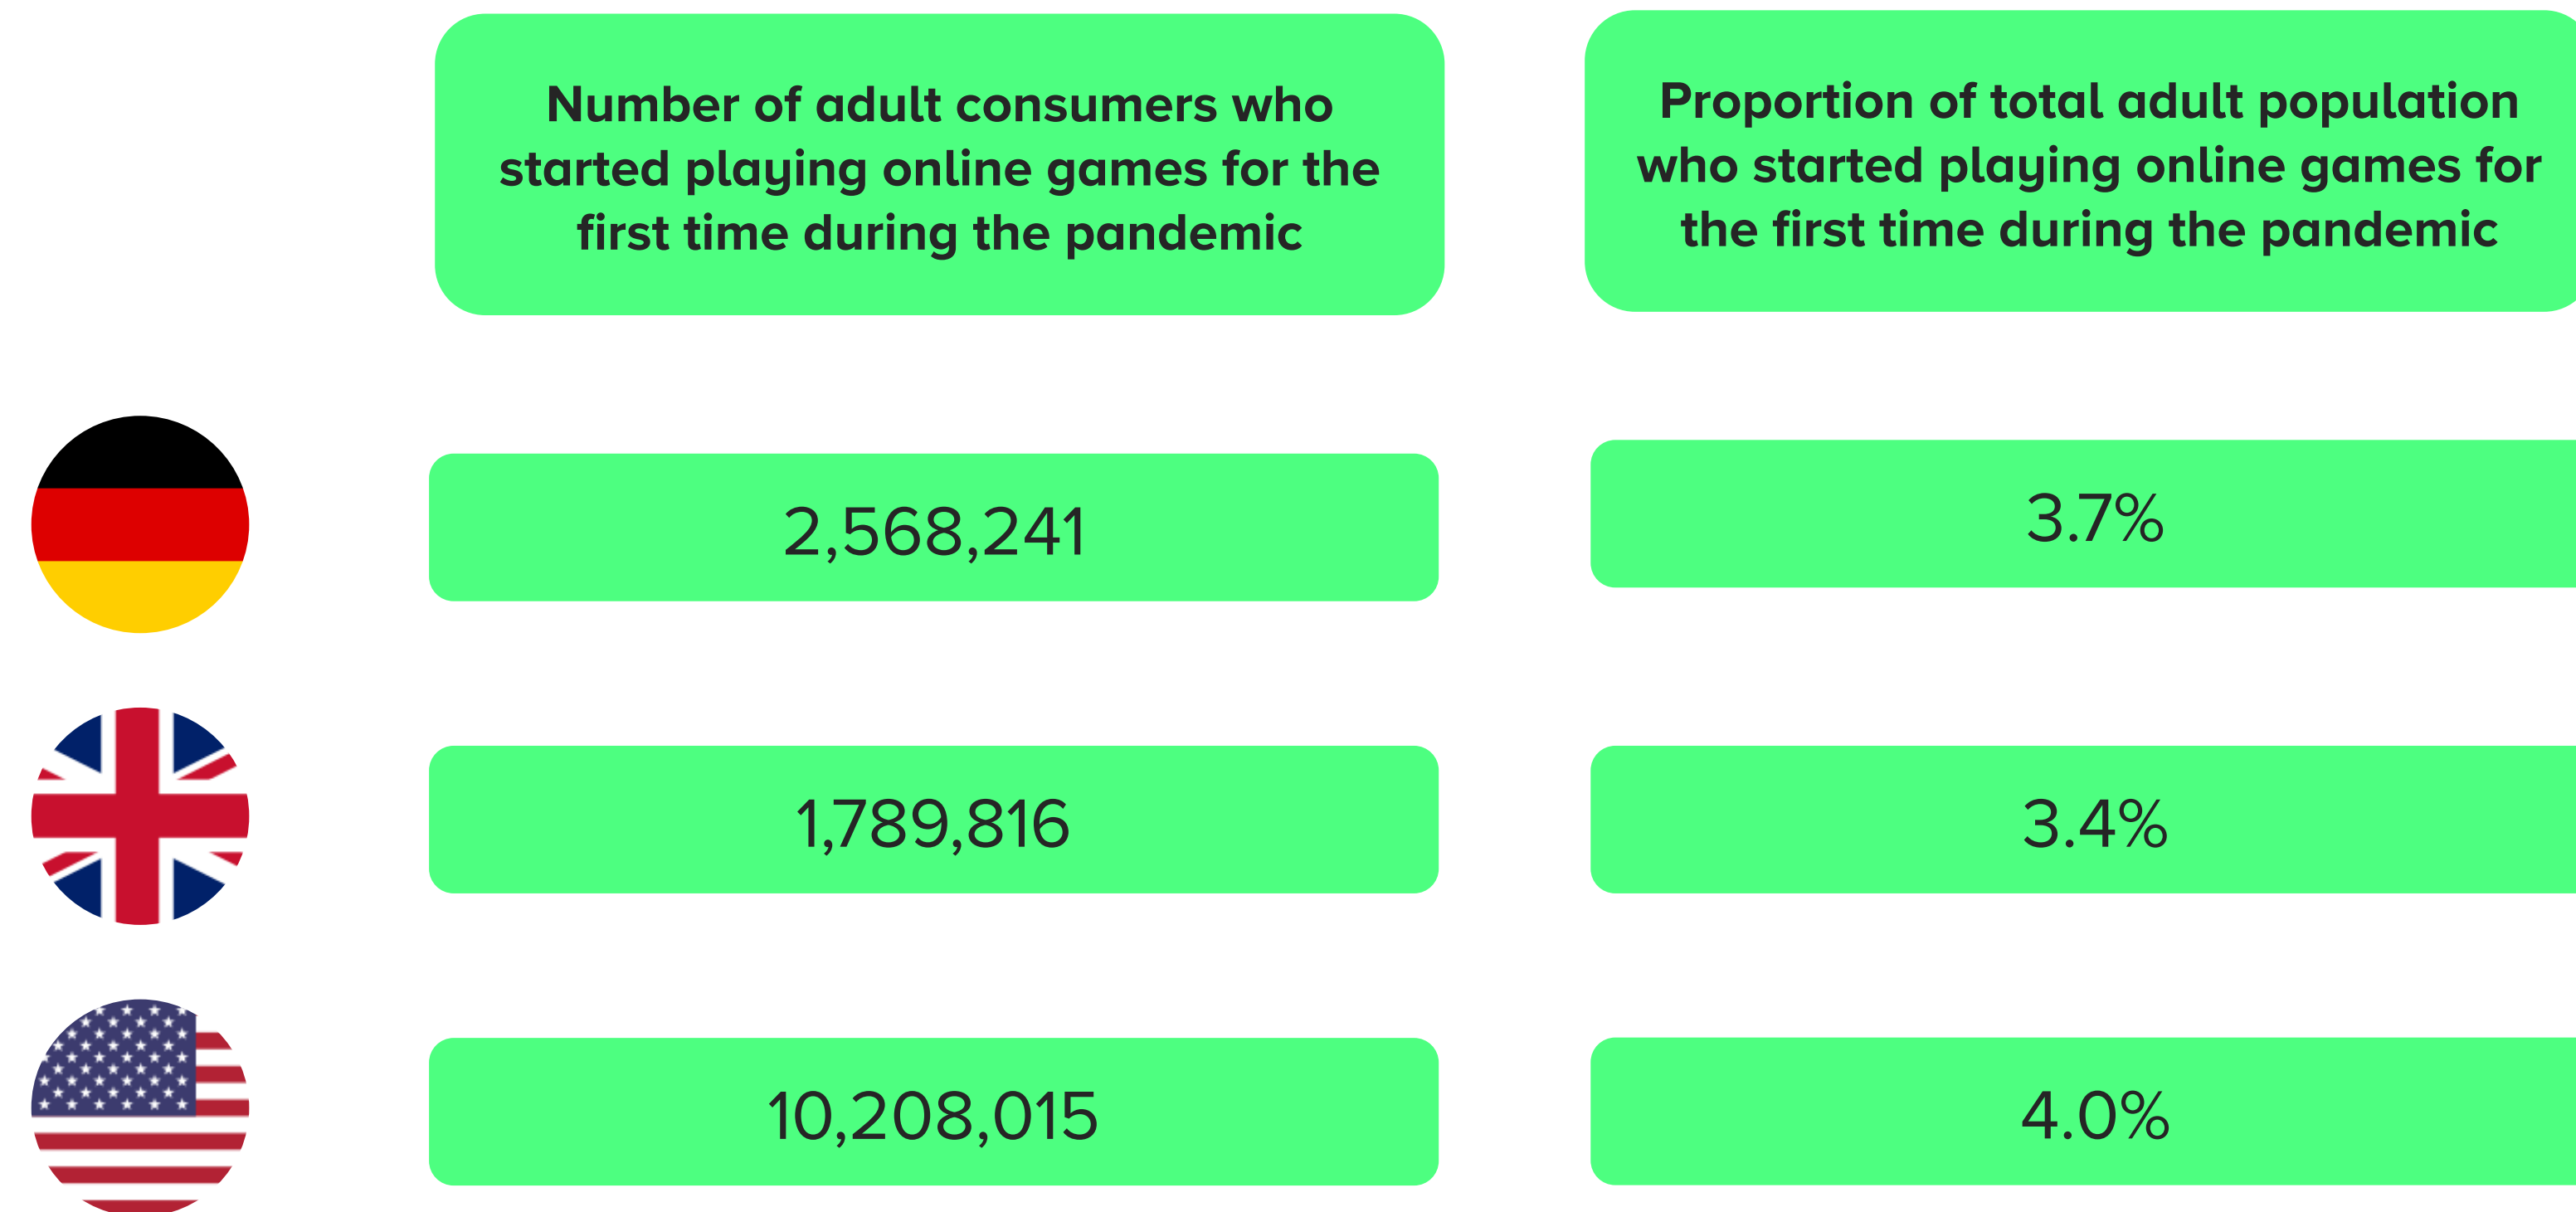 Number of adult consumers who
started playing online games for the
first time during the pandemic
Proportion of total adult population
who started playing online games for
the first time during the pandemic
2,568,241
3.7%
1,789,816
3.4%
10,208,015
4.0%